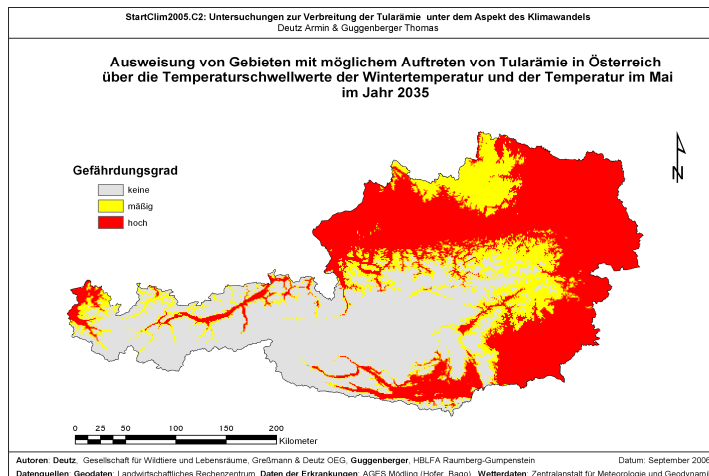 StartClim2005.C2: Untersuchungen zur Verbreitung der Tularämie unter dem Aspekt des Klimawandels
Deutz Armin & Guggenberger Thomas
Ausweisung von Gebieten mit möglichem Auftreten von Tularämie in Österreich
über die Temperaturschwellwerte der Wintertemperatur und der Temperatur im Mai
im Jahr 2035
N
Gefährdungsgrad
keine
mäßig
hoch
0 25 50 100 150 200
Kilometer
Autoren: Deutz, Gesellschaft für Wildtiere und Lebensräume, Greßmann & Deutz OEG, Guggenberger, HBLFA Raumberg-Gumpenstein Datum: September 2006
Datenquellen: Geodaten: Landwirtschaftliches Rechenzentrum, Daten der Erkrankungen: AGES Mödling (Hofer, Bago), Wetterdaten: Zentralanstalt für Meteorologie und Geodynami